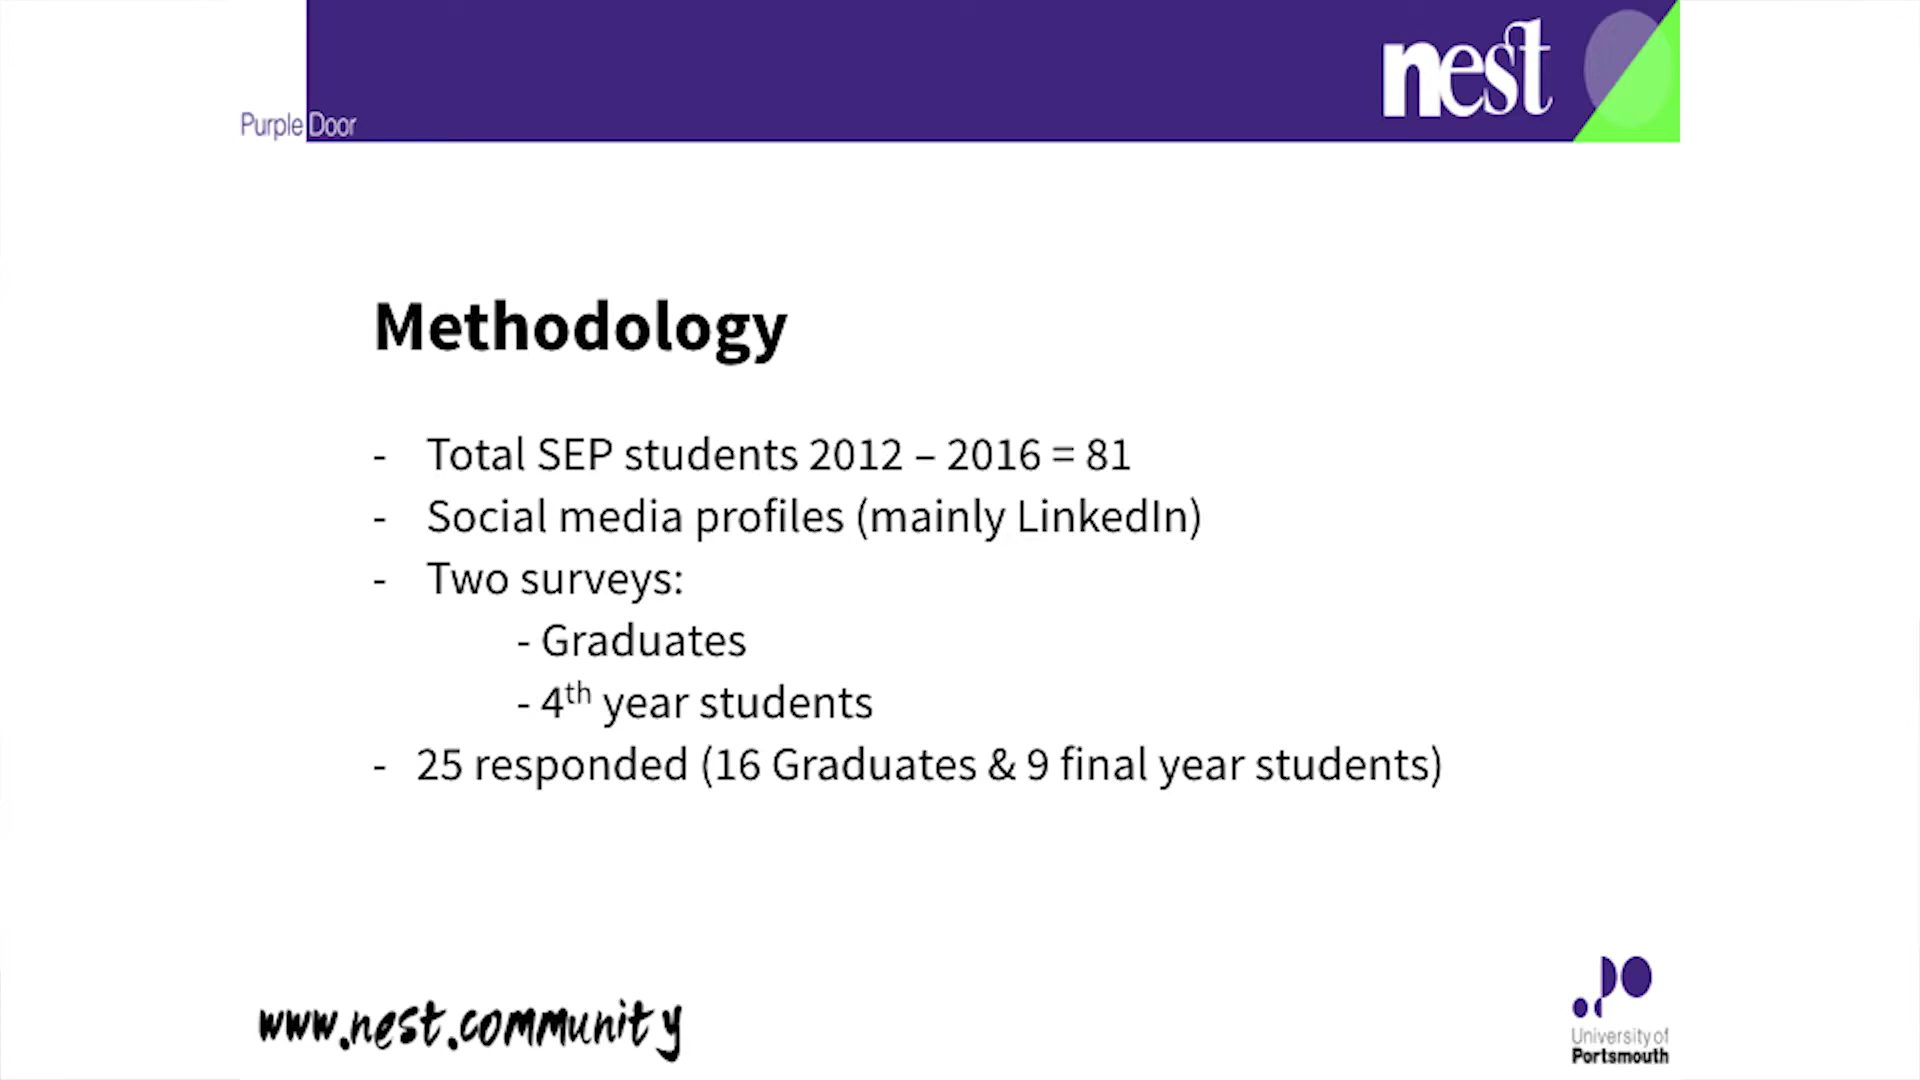 nest
Purple Door
Methodology
- Total SEP students 2012 – 2016 = 81
- Social media profiles (mainly LinkedIn)
- Two surveys:
- Graduates
- 4th year students
- 25 responded (16 Graduates & 9 final year students)
www.nest.community
University of
Portsmouth